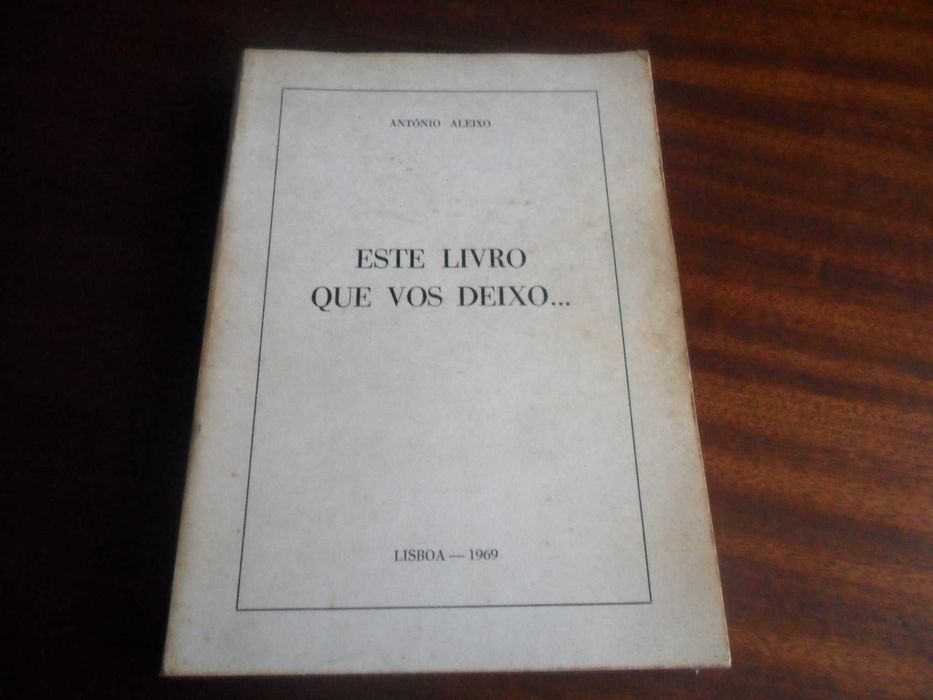 ANTÓNIO ALEIXO
ESTE LIVRO
QUE VOS DEIXO...
LISBOA — 1969